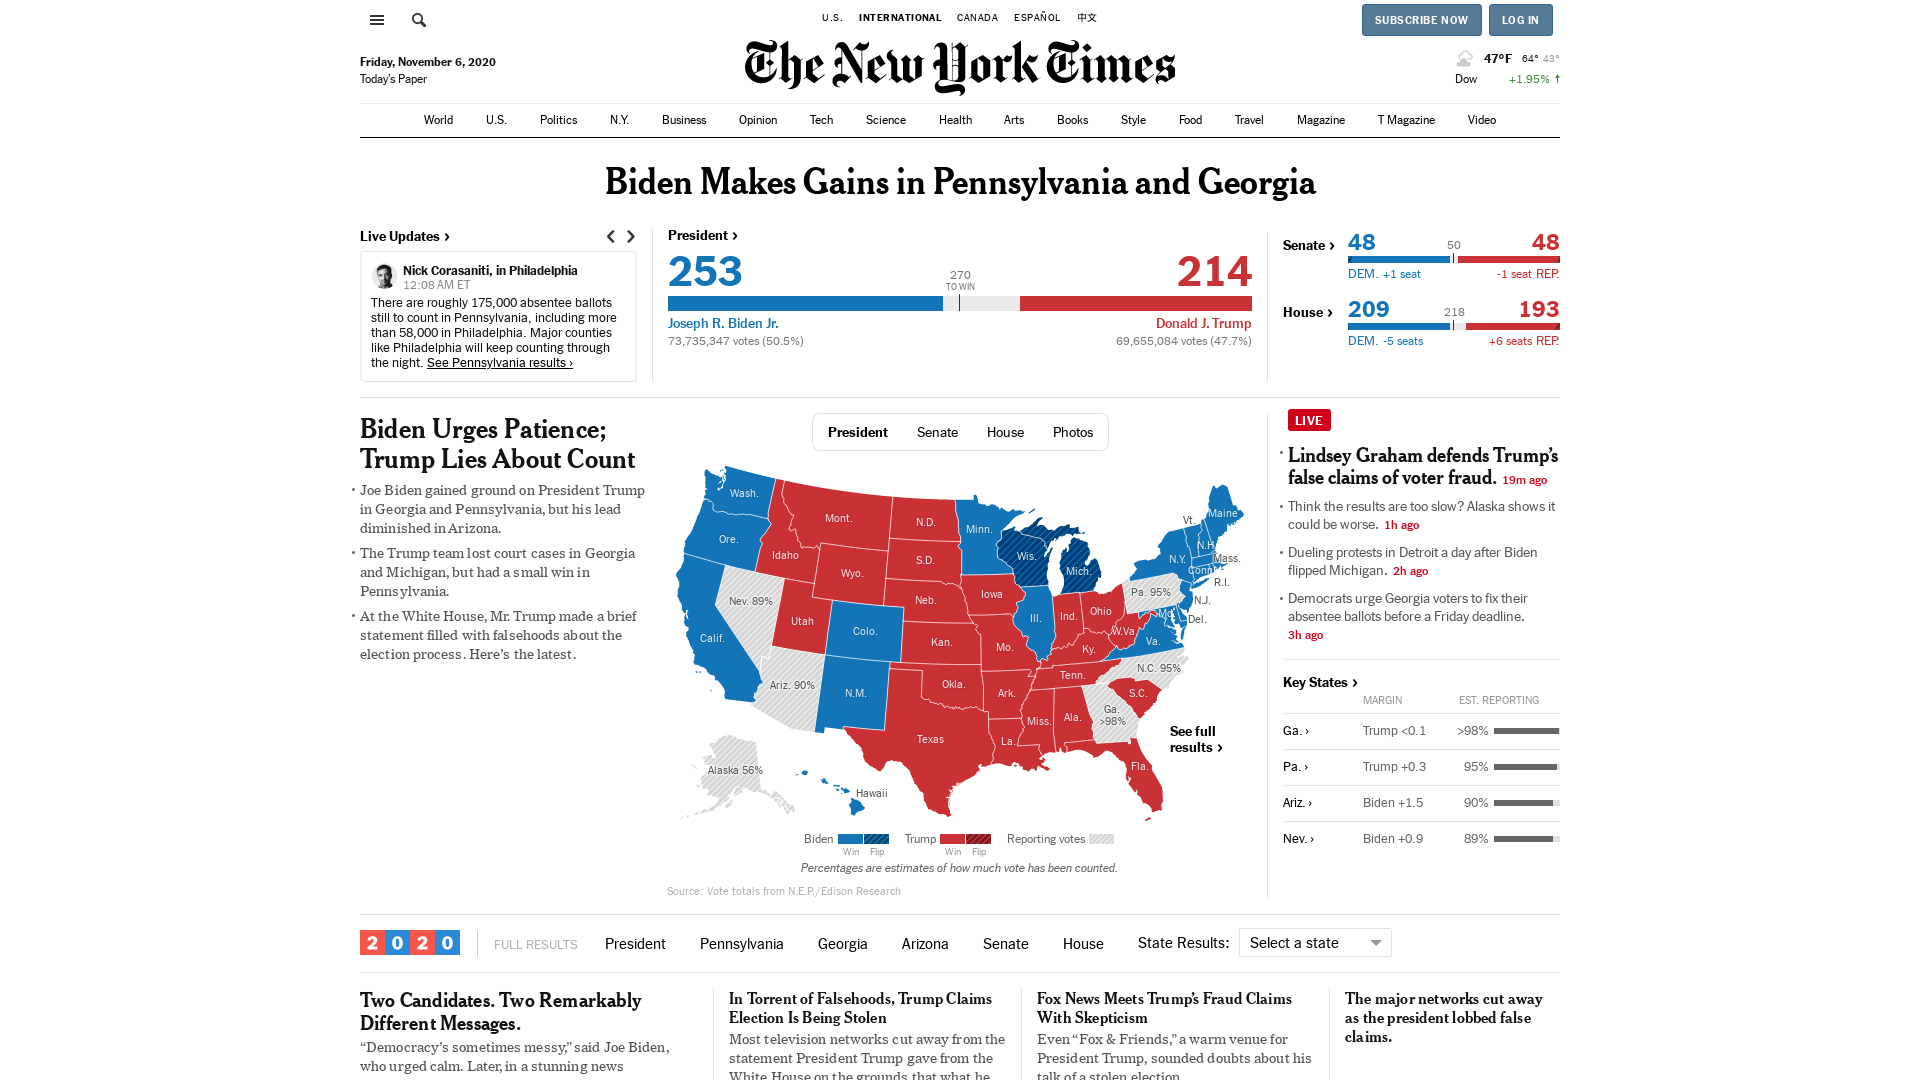 U.S. INTERNATIONAL CANADA ESPAÑOL 中文
SUBSCRIBE NOW LOG IN
Friday, November 6, 2020
Today's Paper
The New York Times
47°F 64° 43°
Dow +1.95% ↑
World U.S. Politics N.Y. Business Opinion Tech Science Health Arts Books Style Food Travel Magazine T Magazine Video
Biden Makes Gains in Pennsylvania and Georgia
Live Updates ›
Nick Corasaniti, in Philadelphia
12:08 AM ET
There are roughly 175,000 absentee ballots
still to count in Pennsylvania, including more
than 58,000 in Philadelphia. Major counties
like Philadelphia will keep counting through
the night. See Pennsylvania results ›
President ›
253 214
270
TO WIN
Joseph R. Biden Jr. Donald J. Trump
73,735,347 votes (50.5%) 69,655,084 votes (47.7%)
Senate › 48 50 48
DEM. +1 seat -1 seat REP.
House › 209 218 193
DEM. -5 seats +6 seats REP.
Biden Urges Patience;
Trump Lies About Count
• Joe Biden gained ground on President Trump
in Georgia and Pennsylvania, but his lead
diminished in Arizona.
• The Trump team lost court cases in Georgia
and Michigan, but had a small win in
Pennsylvania.
• At the White House, Mr. Trump made a brief
statement filled with falsehoods about the
election process. Here's the latest.
President Senate House Photos
Wash.
Ore.
Calif.
Nev. 89%
Idaho
Mont.
Wyo.
Utah
Ariz. 90%
Colo.
N.M.
N.D.
S.D.
Neb.
Kan.
Okla.
Texas
Minn.
Iowa
Mo.
Ark.
La.
Wis.
Ill.
Mich.
Ind.
Ohio
Ky.
Tenn.
Miss.
Ala.
Ga.
>98%
Fla.
S.C.
N.C. 95%
Va.
W.Va.
Pa. 95%
N.Y.
Vt.
N.H.
Maine
Mass.
Conn.
R.I.
N.J.
Del.
Md.
Alaska 56%
Hawaii
See full
results ›
Biden Trump Reporting votes
Win Flip Win Flip
Percentages are estimates of how much vote has been counted.
Source: Vote totals from N.E.P./Edison Research
LIVE
• Lindsey Graham defends Trump's
false claims of voter fraud. 19m ago
• Think the results are too slow? Alaska shows it
could be worse. 1h ago
• Dueling protests in Detroit a day after Biden
flipped Michigan. 2h ago
• Democrats urge Georgia voters to fix their
absentee ballots before a Friday deadline.
3h ago
Key States ›
MARGIN EST. REPORTING
Ga. › Trump <0.1 >98%
Pa. › Trump +0.3 95%
Ariz. › Biden +1.5 90%
Nev. › Biden +0.9 89%
2020 FULL RESULTS President Pennsylvania Georgia Arizona Senate House State Results: Select a state
Two Candidates. Two Remarkably
Different Messages.
“Democracy's sometimes messy,” said Joe Biden,
who urged calm. Later, in a stunning news
In Torrent of Falsehoods, Trump Claims
Election Is Being Stolen
Most television networks cut away from the
statement President Trump gave from the
White House on the grounds that what he
Fox News Meets Trump's Fraud Claims
With Skepticism
Even “Fox & Friends,” a warm venue for
President Trump, sounded doubts about his
talk of a stolen election.
The major networks cut away
as the president lobbed false
claims.